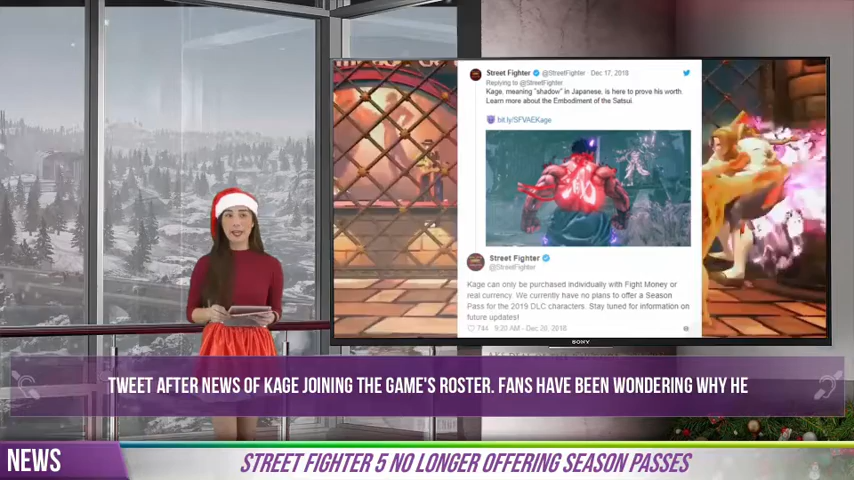 Street Fighter @StreetFighter · Dec 17, 2018
Replying to @StreetFighter
Kage, meaning "shadow" in Japanese, is here to prove his worth.
Learn more about the Embodiment of the Satsui.
bit.ly/SFVAEKage
Street Fighter
@StreetFighter
Kage can only be purchased individually with Fight Money or
real currency. We currently have no plans to offer a Season
Pass for the 2019 DLC characters. Stay tuned for information on
future updates!
744 9:20 AM - Dec 20, 2018
SONY
TWEET AFTER NEWS OF KAGE JOINING THE GAME'S ROSTER. FANS HAVE BEEN WONDERING WHY HE
NEWS
STREET FIGHTER 5 NO LONGER OFFERING SEASON PASSES